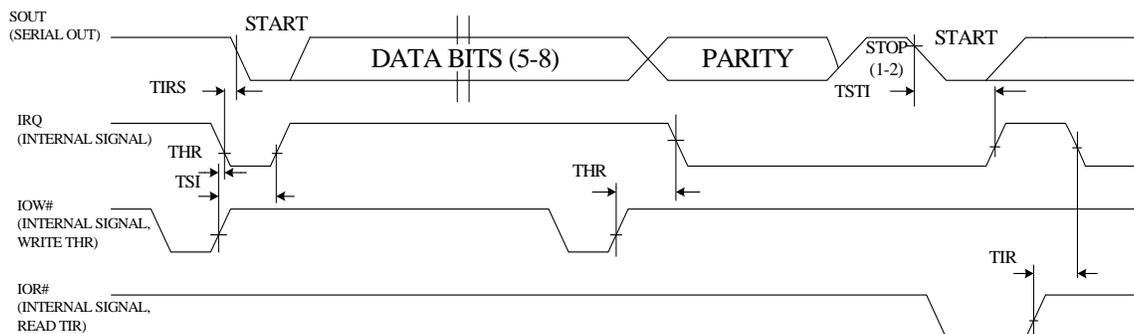 SOUT
(SERIAL OUT)
START
DATA BITS (5-8)
PARITY
STOP
(1-2)
START
TIRS
TSTI
IRQ
(INTERNAL SIGNAL)
THR
TSI
THR
IOW#
(INTERNAL SIGNAL,
WRITE THR)
TIR
IOR#
(INTERNAL SIGNAL,
READ TIR)